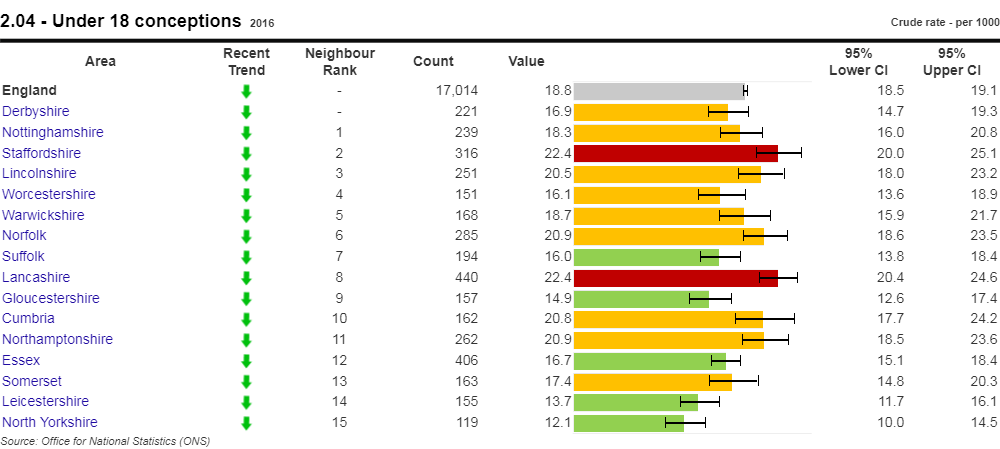 2.04 - Under 18 conceptions 2016 Crude rate - per 1000
Area Recent Trend Neighbour Rank Count Value 95% Lower CI 95% Upper CI
England - 17,014 18.8 18.5 19.1
Derbyshire - 221 16.9 14.7 19.3
Nottinghamshire 1 239 18.3 16.0 20.8
Staffordshire 2 316 22.4 20.0 25.1
Lincolnshire 3 251 20.5 18.0 23.2
Worcestershire 4 151 16.1 13.6 18.9
Warwickshire 5 168 18.7 15.9 21.7
Norfolk 6 285 20.9 18.6 23.5
Suffolk 7 194 16.0 13.8 18.4
Lancashire 8 440 22.4 20.4 24.6
Gloucestershire 9 157 14.9 12.6 17.4
Cumbria 10 162 20.8 17.7 24.2
Northamptonshire 11 262 20.9 18.5 23.6
Essex 12 406 16.7 15.1 18.4
Somerset 13 163 17.4 14.8 20.3
Leicestershire 14 155 13.7 11.7 16.1
North Yorkshire 15 119 12.1 10.0 14.5
Source: Office for National Statistics (ONS)